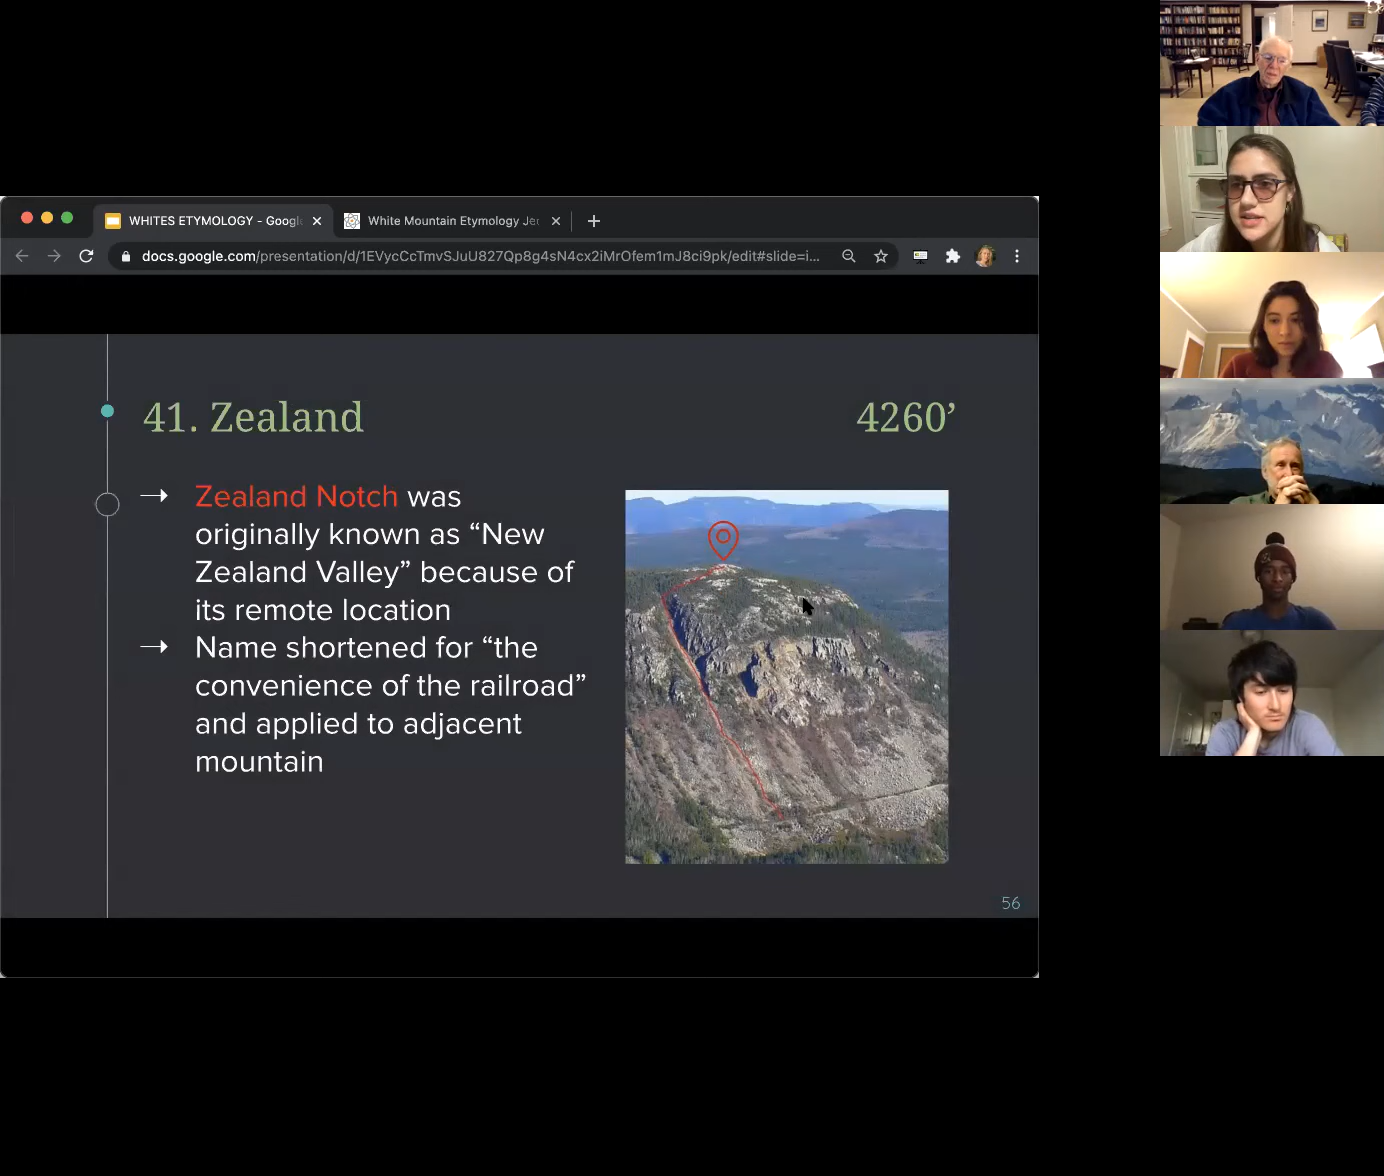 WHITES ETYMOLOGY - Google
White Mountain Etymology Jeo
docs.google.com/presentation/d/1EVycCcTmvSJuU827Qp8g4sN4cx2iMrOfem1mJ8ci9pk/edit#slide=i...
41. Zealand
4260’
→ Zealand Notch was
originally known as “New
Zealand Valley” because of
its remote location
→ Name shortened for “the
convenience of the railroad”
and applied to adjacent
mountain
56